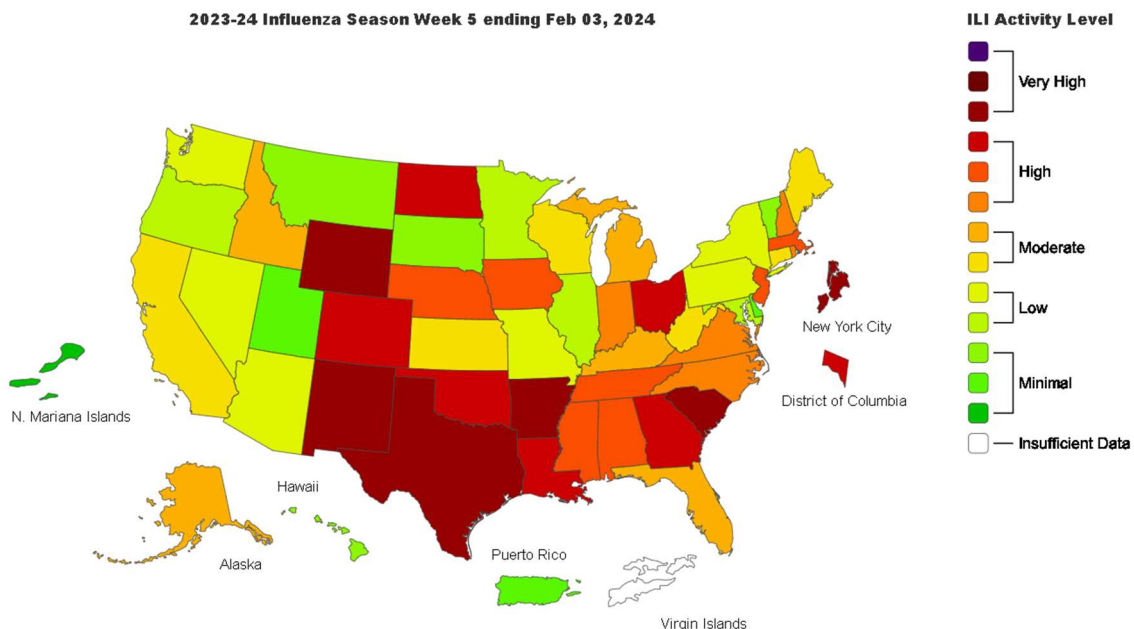 2023-24 Influenza Season Week 5 ending Feb 03, 2024
ILI Activity Level
Very High
High
Moderate
Low
Minimal
Insufficient Data
New York City
District of Columbia
N. Mariana Islands
Hawaii
Alaska
Puerto Rico
Virgin Islands